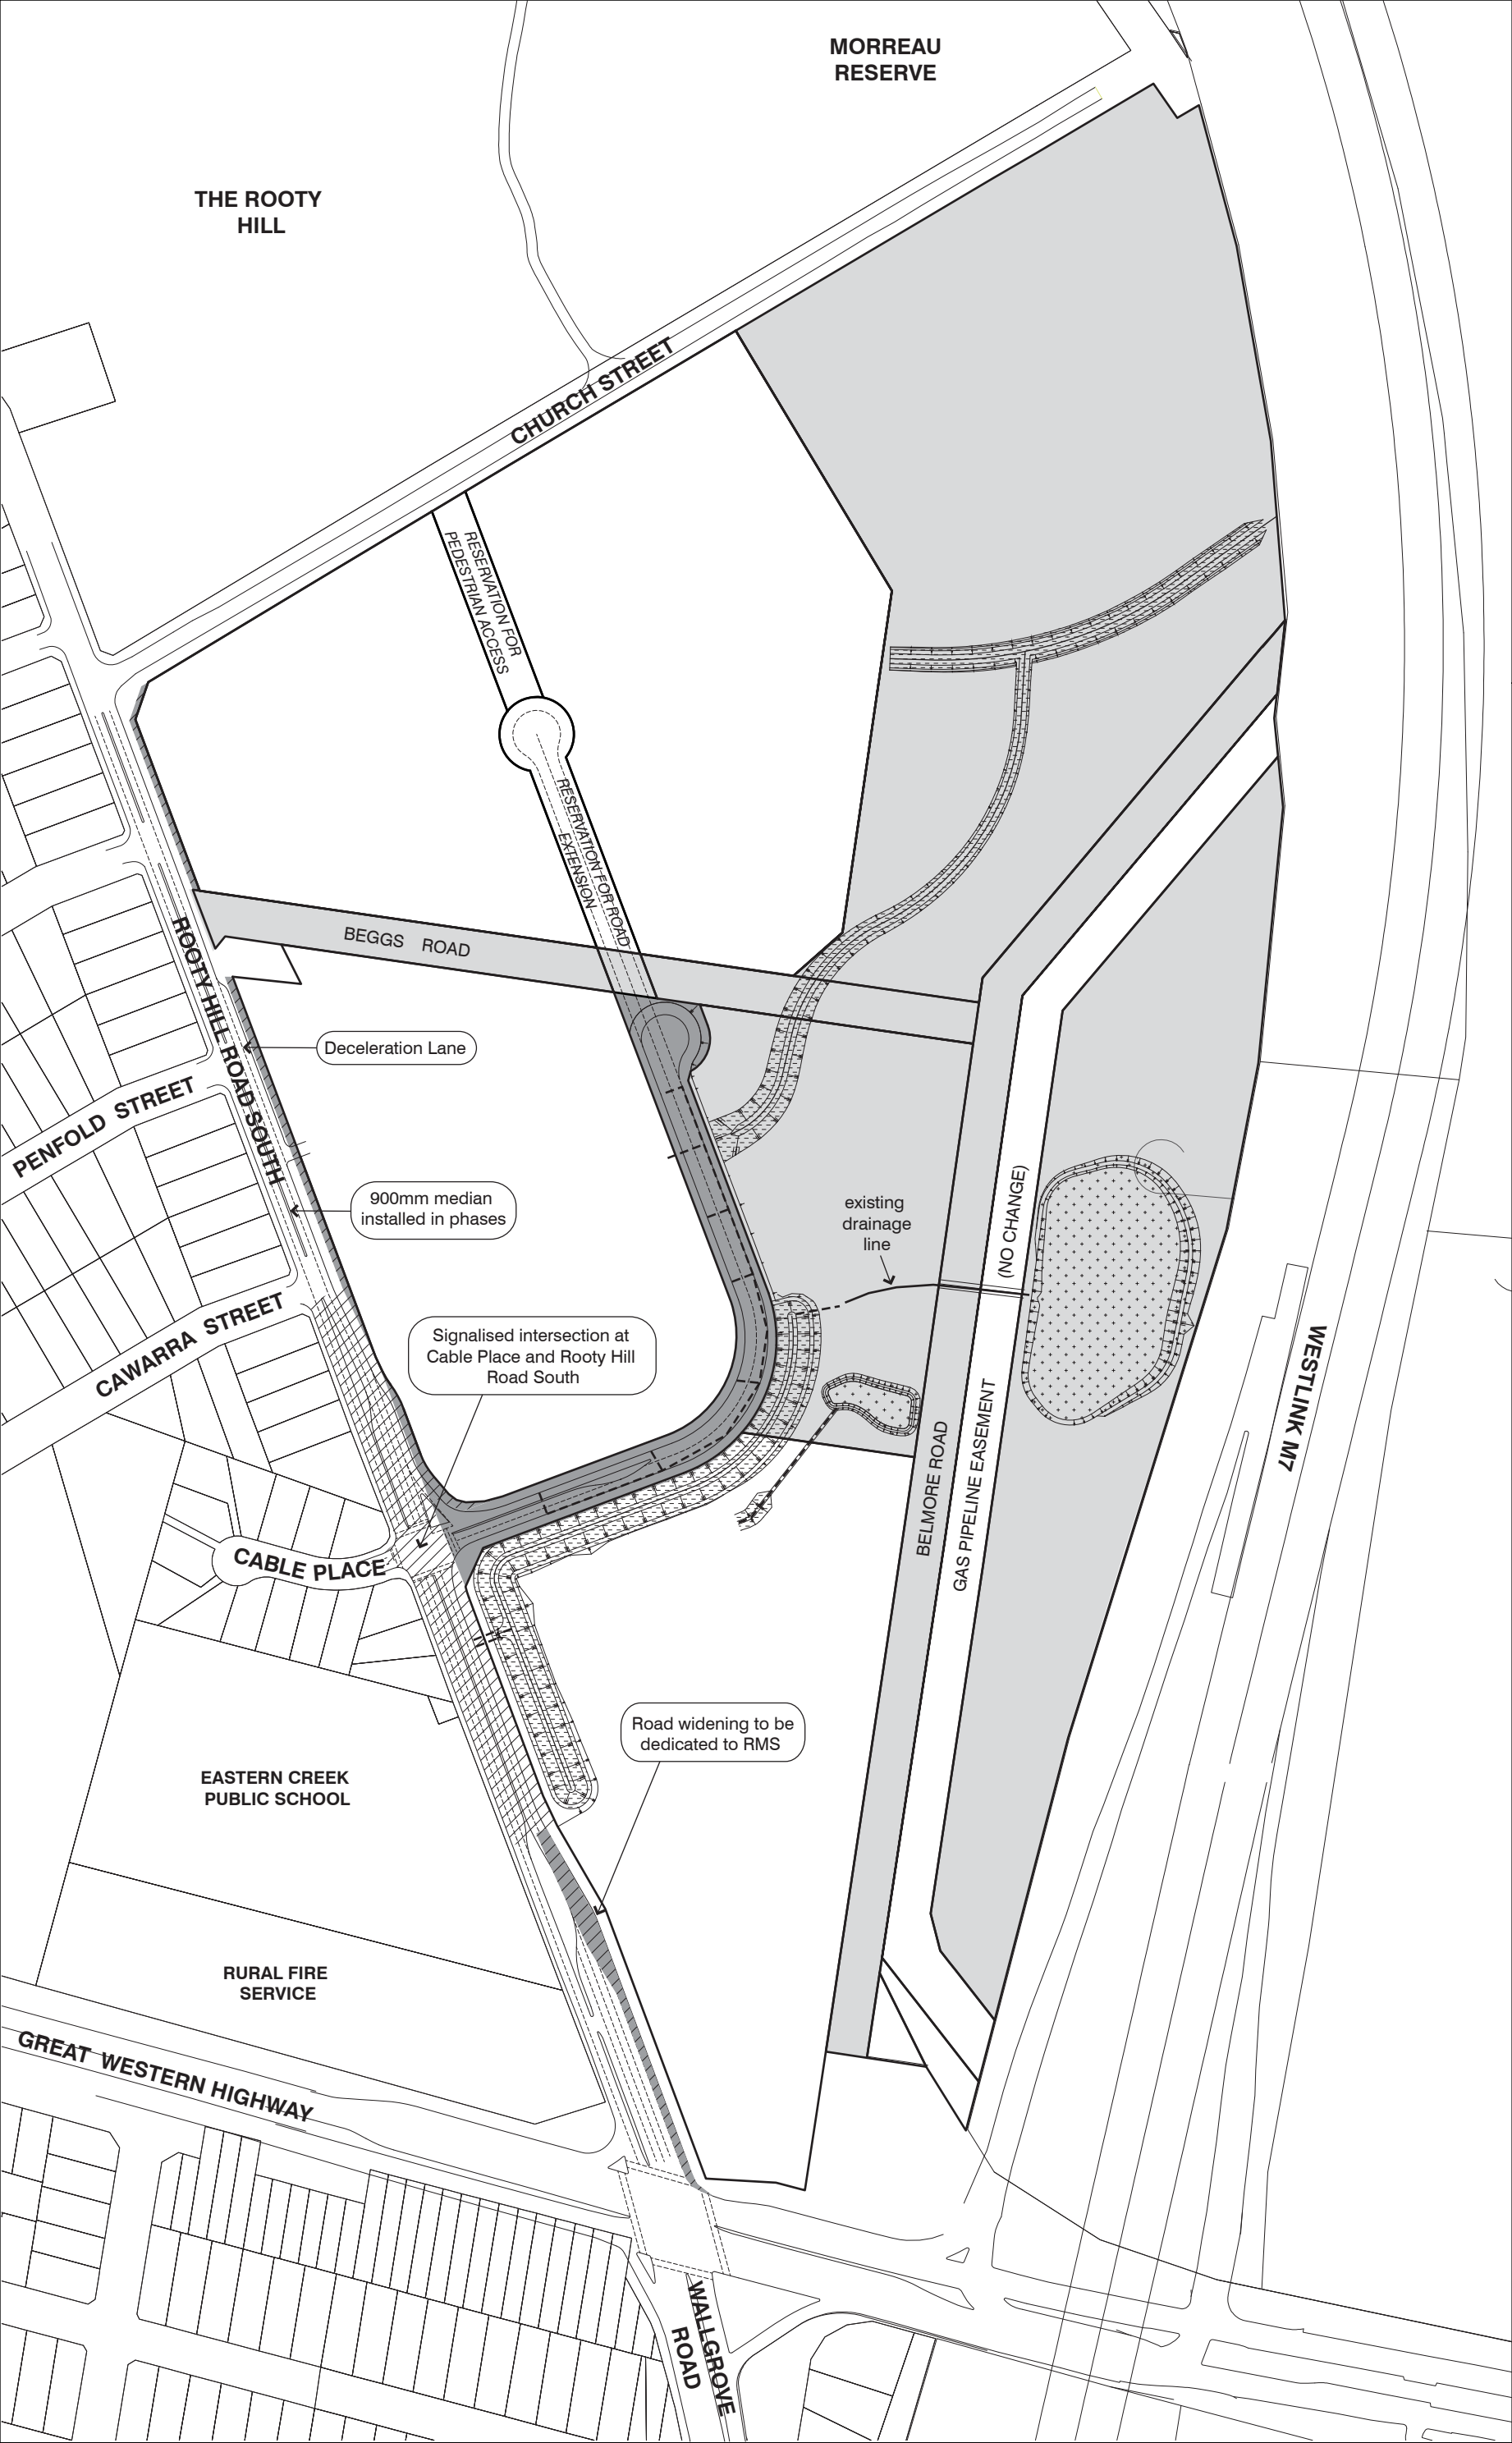 MORREAU
RESERVE
THE ROOTY
HILL
CHURCH STREET
RESERVATION FOR
PEDESTRIAN ACCESS
RESERVATION FOR ROAD
EXTENSION
BEGGS ROAD
ROOTY HILL ROAD SOUTH
Deceleration Lane
PENFOLD STREET
900mm median
installed in phases
existing
drainage
line
(NO CHANGE)
CAWARRA STREET
Signalised intersection at
Cable Place and Rooty Hill
Road South
WESTLINK M7
BELMORE ROAD
GAS PIPELINE EASEMENT
CABLE PLACE
Road widening to be
dedicated to RMS
EASTERN CREEK
PUBLIC SCHOOL
RURAL FIRE
SERVICE
GREAT WESTERN HIGHWAY
WALLGROVE
ROAD